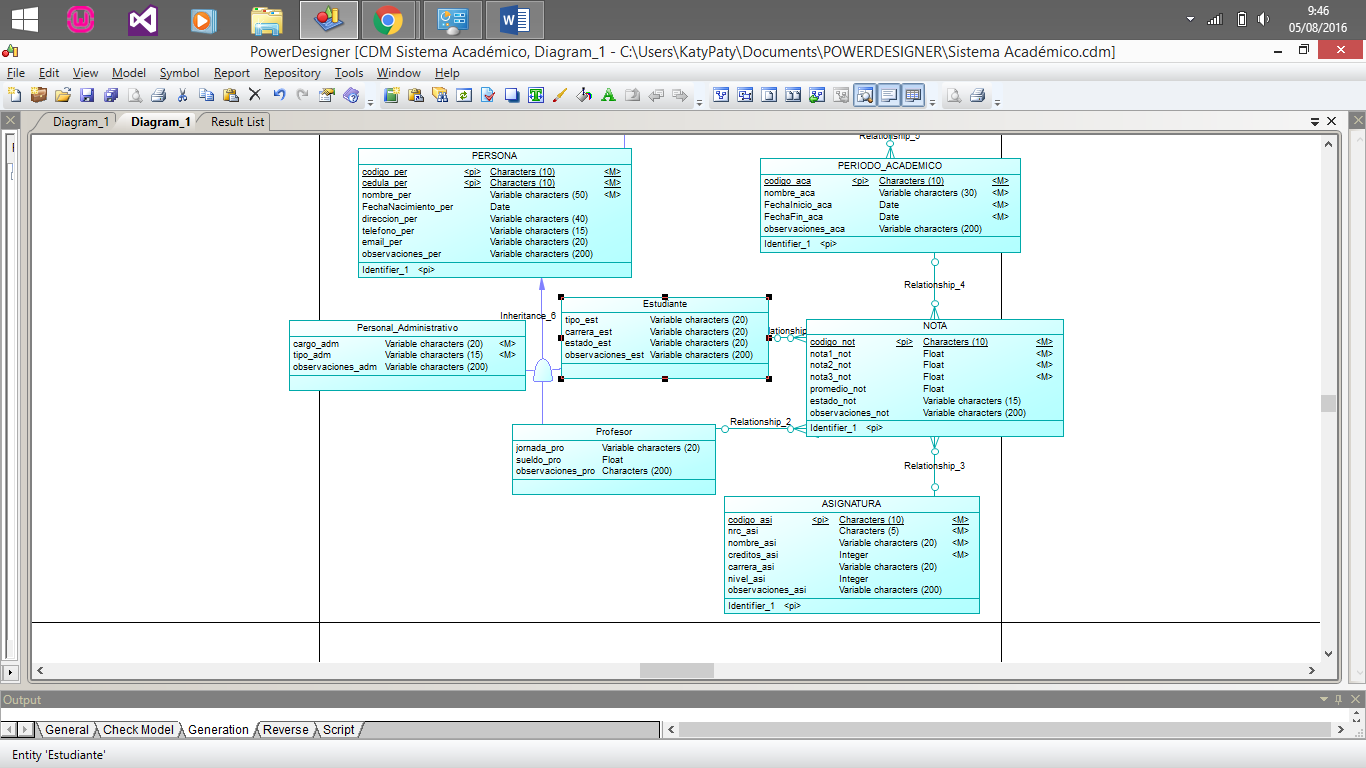 9:46
05/08/2016
PowerDesigner [CDM Sistema Académico, Diagram_1 - C:\Users\KatyPaty\Documents\POWERDESIGNER\Sistema Académico.cdm]
File Edit View Model Symbol Report Repository Tools Window Help
Diagram_1 Diagram_1 Result List
PERSONA
codigo_per <pi> Characters (10) <M>
cedula_per <pi> Characters (10) <M>
nombre_per Variable characters (50) <M>
FechaNacimiento_per Date
direccion_per Variable characters (40)
telefono_per Variable characters (15)
email_per Variable characters (20)
observaciones_per Variable characters (200)
Identifier_1 <pi>
Relationship_5
PERIODO_ACADEMICO
codigo_aca <pi> Characters (10) <M>
nombre_aca Variable characters (30) <M>
FechaInicio_aca Date <M>
FechaFin_aca Date <M>
observaciones_aca Variable characters (200)
Identifier_1 <pi>
Relationship_4
Inheritance_6
Estudiante
tipo_est Variable characters (20)
carrera_est Variable characters (20)
estado_est Variable characters (20)
observaciones_est Variable characters (200)
ationship
Personal_Administrativo
cargo_adm Variable characters (20) <M>
tipo_adm Variable characters (15) <M>
observaciones_adm Variable characters (200)
NOTA
codigo_not <pi> Characters (10) <M>
nota1_not Float <M>
nota2_not Float <M>
nota3_not Float <M>
promedio_not Float
estado_not Variable characters (15)
observaciones_not Variable characters (200)
Identifier_1 <pi>
Relationship_2
Profesor
jornada_pro Variable characters (20)
sueldo_pro Float
observaciones_pro Characters (200)
Relationship_3
ASIGNATURA
codigo_asi <pi> Characters (10) <M>
nrc_asi Characters (5) <M>
nombre_asi Variable characters (20) <M>
creditos_asi Integer <M>
carrera_asi Variable characters (20)
nivel_asi Integer
observaciones_asi Variable characters (200)
Identifier_1 <pi>
Output
General Check Model Generation Reverse Script
Entity 'Estudiante'